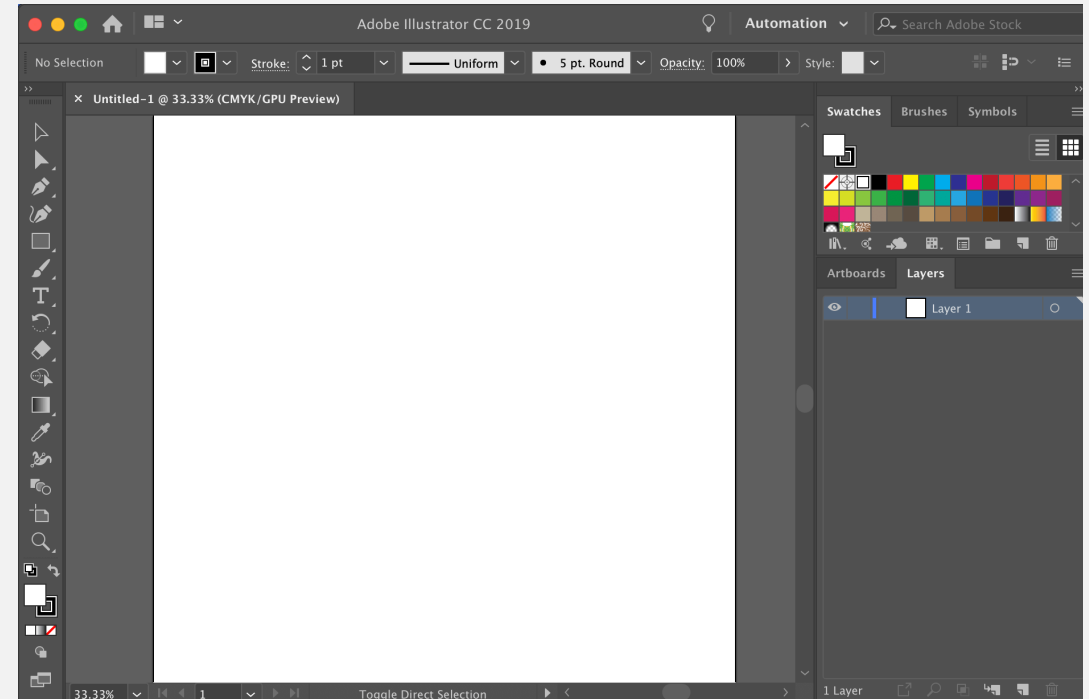 Adobe Illustrator CC 2019
Automation
Search Adobe Stock
No Selection
Stroke:
1 pt
Uniform
5 pt. Round
Opacity:
100%
Style:
× Untitled-1 @ 33.33% (CMYK/GPU Preview)
Swatches
Brushes
Symbols
Artboards
Layers
Layer 1
33.33%
1
Toggle Direct Selection
1 Layer